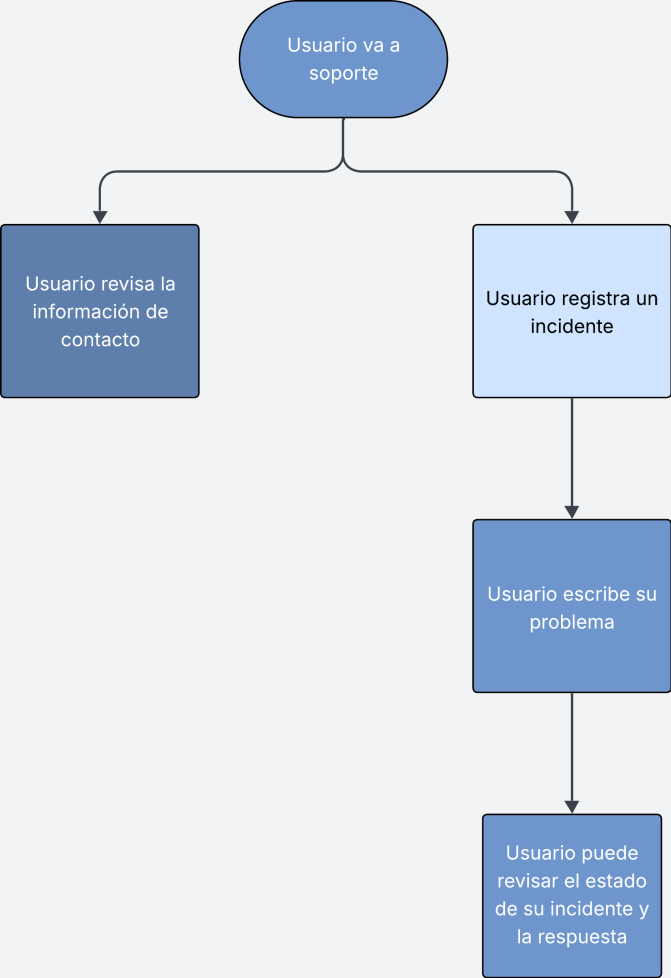 Usuario va a
soporte
Usuario revisa la
información de
contacto
Usuario registra un
incidente
Usuario escribe su
problema
Usuario puede
revisar el estado
de su incidente y
la respuesta